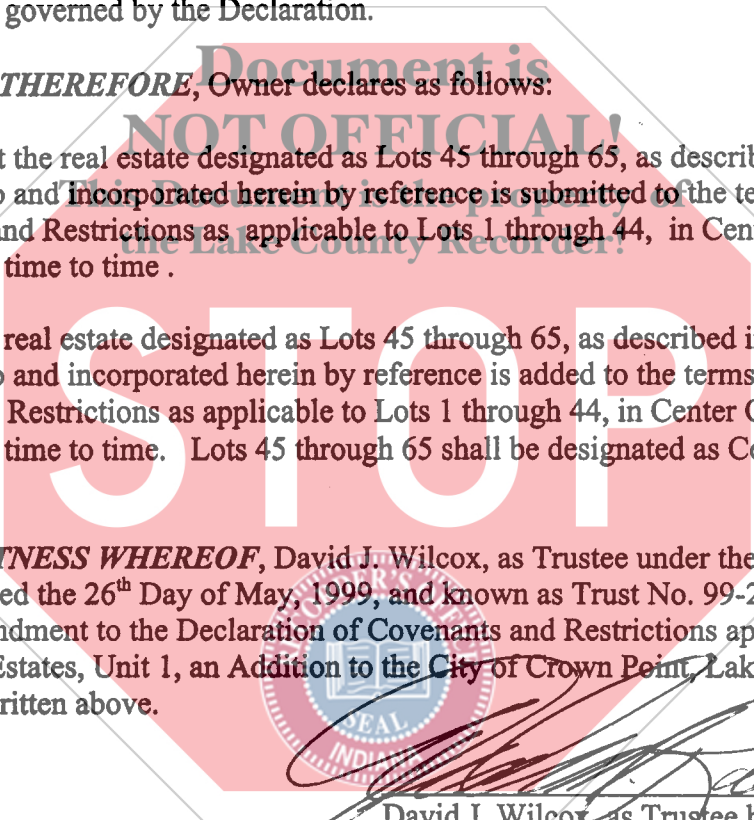 governed by the Declaration.
THEREFORE, Owner declares as follows:
Document is
NOT OFFICIAL!
This Document is the property of
the Lake County Recorder!
t the real estate designated as Lots 45 through 65, as describ
and incorporated herein by reference is submitted to the te
and Restrictions as applicable to Lots 1 through 44, in Cen
time to time .
STOP
real estate designated as Lots 45 through 65, as described i
and incorporated herein by reference is added to the terms
Restrictions as applicable to Lots 1 through 44, in Center
time to time. Lots 45 through 65 shall be designated as C
TNESS WHEREOF, David J. Wilcox, as Trustee under the
ed the 26th Day of May, 1999, and known as Trust No. 99-2
ndment to the Declaration of Covenants and Restrictions ap
Estates, Unit 1, an Addition to the City of Crown Point, Lak
ritten above.
RECORDER'S OFFICE
SEAL
INDIANA
David J. Wilcox, as Trustee